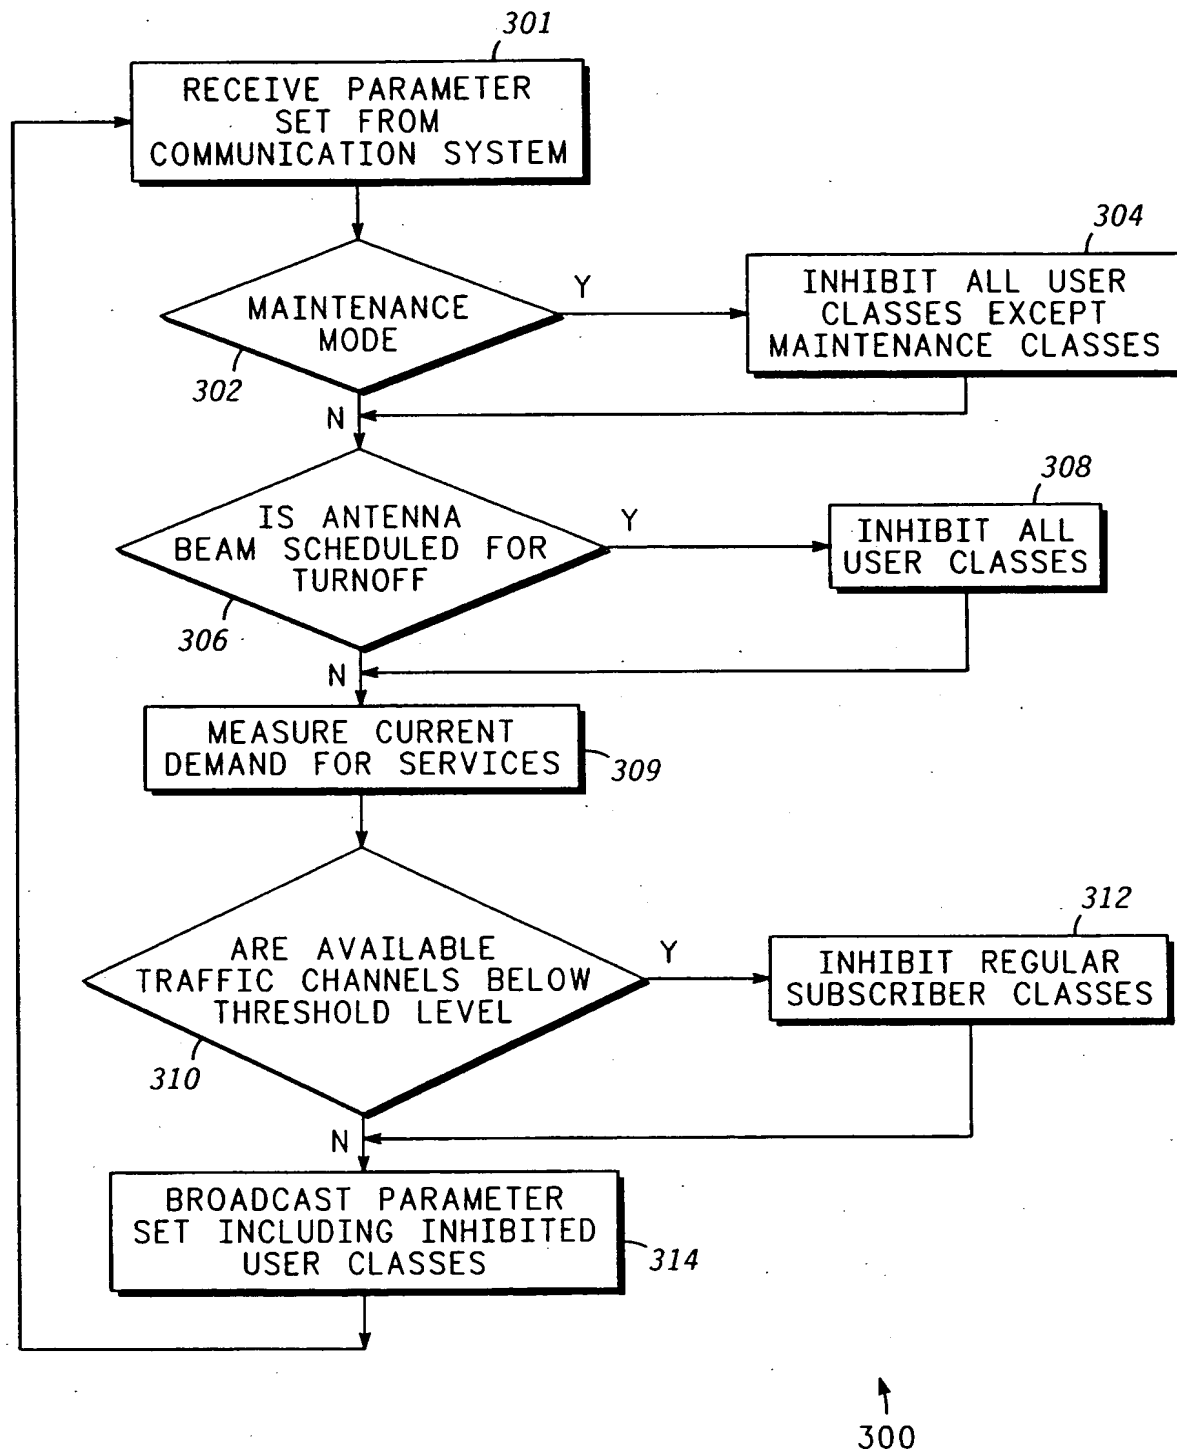 301
RECEIVE PARAMETER
SET FROM
COMMUNICATION SYSTEM
MAINTENANCE
MODE
302
Y
N
304
INHIBIT ALL USER
CLASSES EXCEPT
MAINTENANCE CLASSES
IS ANTENNA
BEAM SCHEDULED FOR
TURNOFF
306
Y
N
308
INHIBIT ALL
USER CLASSES
MEASURE CURRENT
DEMAND FOR SERVICES
309
ARE AVAILABLE
TRAFFIC CHANNELS BELOW
THRESHOLD LEVEL
310
Y
N
312
INHIBIT REGULAR
SUBSCRIBER CLASSES
BROADCAST PARAMETER
SET INCLUDING INHIBITED
USER CLASSES
314
300